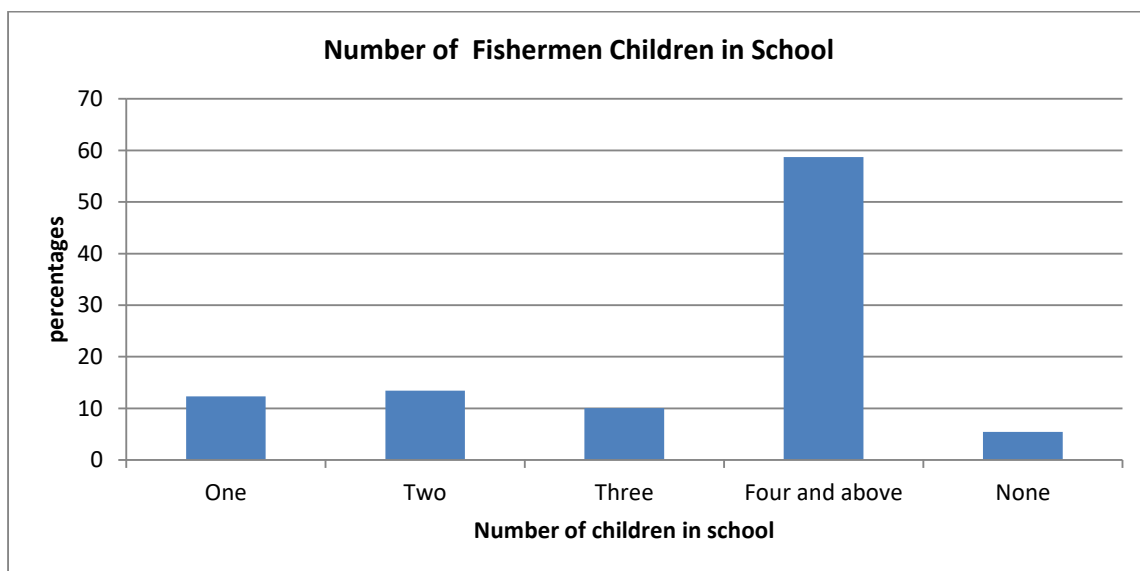 Number of  Fishermen Children in School
percentages
70
60
50
40
30
20
10
0
One Two Three Four and above None
Number of children in school